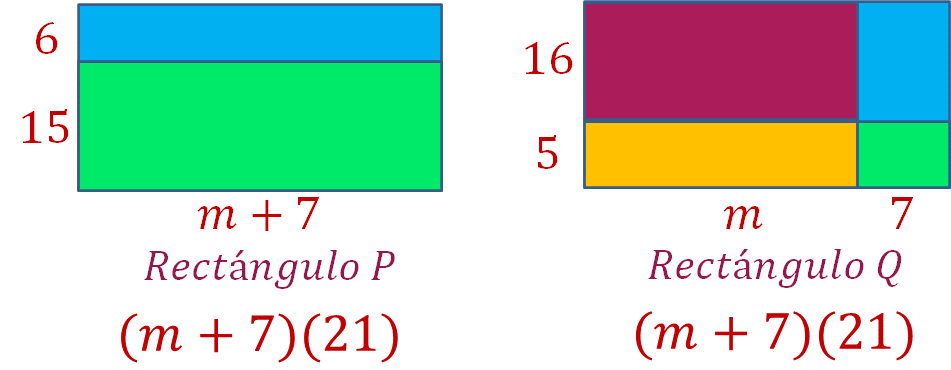 6
15
m + 7
Rectángulo P
(m + 7)(21)
16
5
m 7
Rectángulo Q
(m + 7)(21)